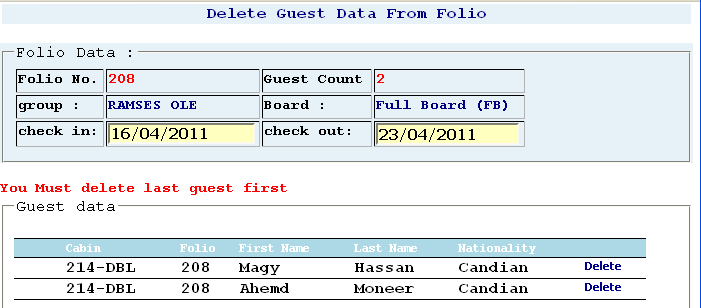 Delete Guest Data From Folio
Folio Data :
Folio No. 208 Guest Count 2
group : RAMSES OLE Board : Full Board (FB)
check in: 16/04/2011 check out: 23/04/2011
You Must delete last guest first
Guest data
Cabin Folio First Name Last Name Nationality
214-DBL 208 Magy Hassan Candian Delete
214-DBL 208 Ahemd Moneer Candian Delete